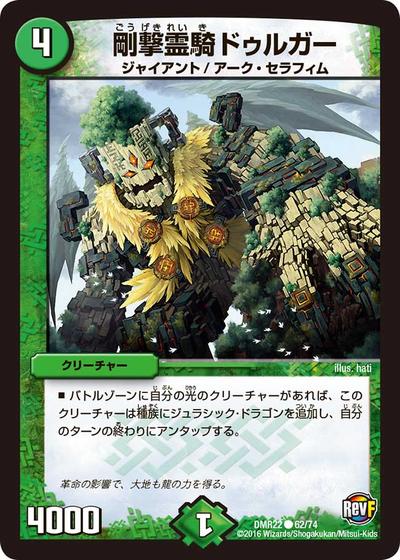 4
ごうげきれいき
剛撃霊騎ドゥルガー
ジャイアント / アーク・セラフィム
illus. hati
クリーチャー
■ バトルゾーンに自分の光のクリーチャーがあれば、この
クリーチャーは種族にジュラシック・ドラゴンを追加し、自分
のターンの終わりにアンタップする。
革命の影響で、大地も龍の力を得る。
RevF
4000
1
DMR22 ● 62/74
©2016 Wizards/Shogakukan/Mitsui-Kids